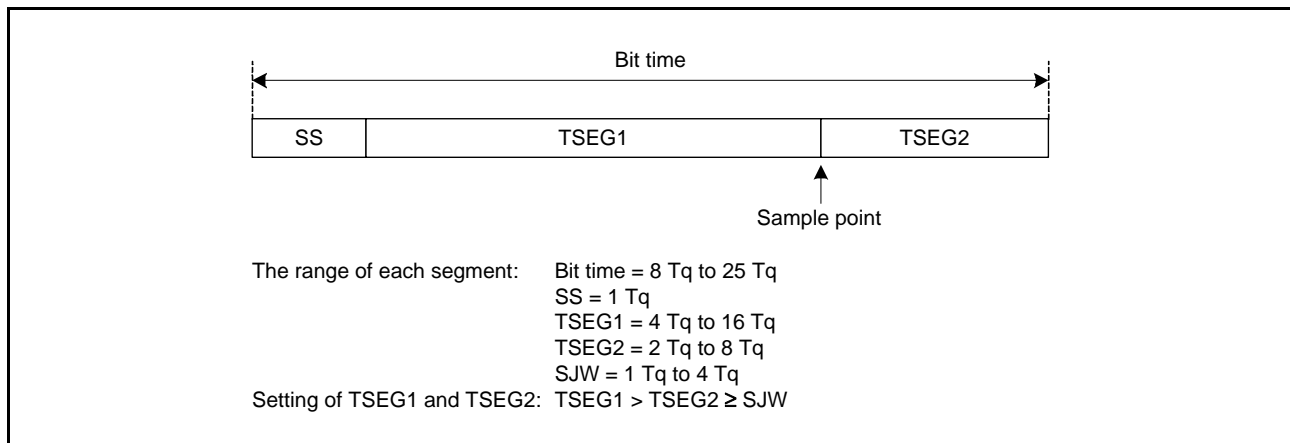 Bit time
SS TSEG1 TSEG2
Sample point
The range of each segment: Bit time = 8 Tq to 25 Tq
SS = 1 Tq
TSEG1 = 4 Tq to 16 Tq
TSEG2 = 2 Tq to 8 Tq
SJW = 1 Tq to 4 Tq
Setting of TSEG1 and TSEG2: TSEG1 > TSEG2 ≥ SJW